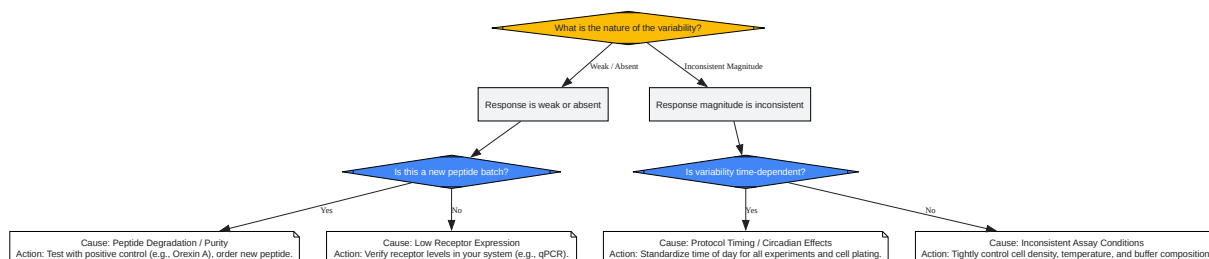 What is the nature of the variability?
Weak / Absent
Inconsistent Magnitude
Response is weak or absent
Response magnitude is inconsistent
Is this a new peptide batch?
Is variability time-dependent?
Yes
No
Yes
No
Cause: Peptide Degradation / Purity
Action: Test with positive control (e.g., Orexin A), order new peptide.
Cause: Low Receptor Expression
Action: Verify receptor levels in your system (e.g., qPCR).
Cause: Protocol Timing / Circadian Effects
Action: Standardize time of day for all experiments and cell plating.
Cause: Inconsistent Assay Conditions
Action: Tightly control cell density, temperature, and buffer composition